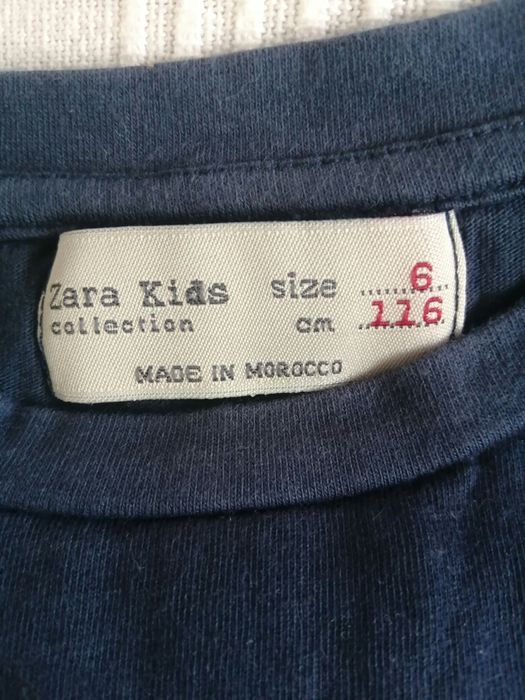 Zara Kids size 6
collection cm 116
MADE IN MOROCCO